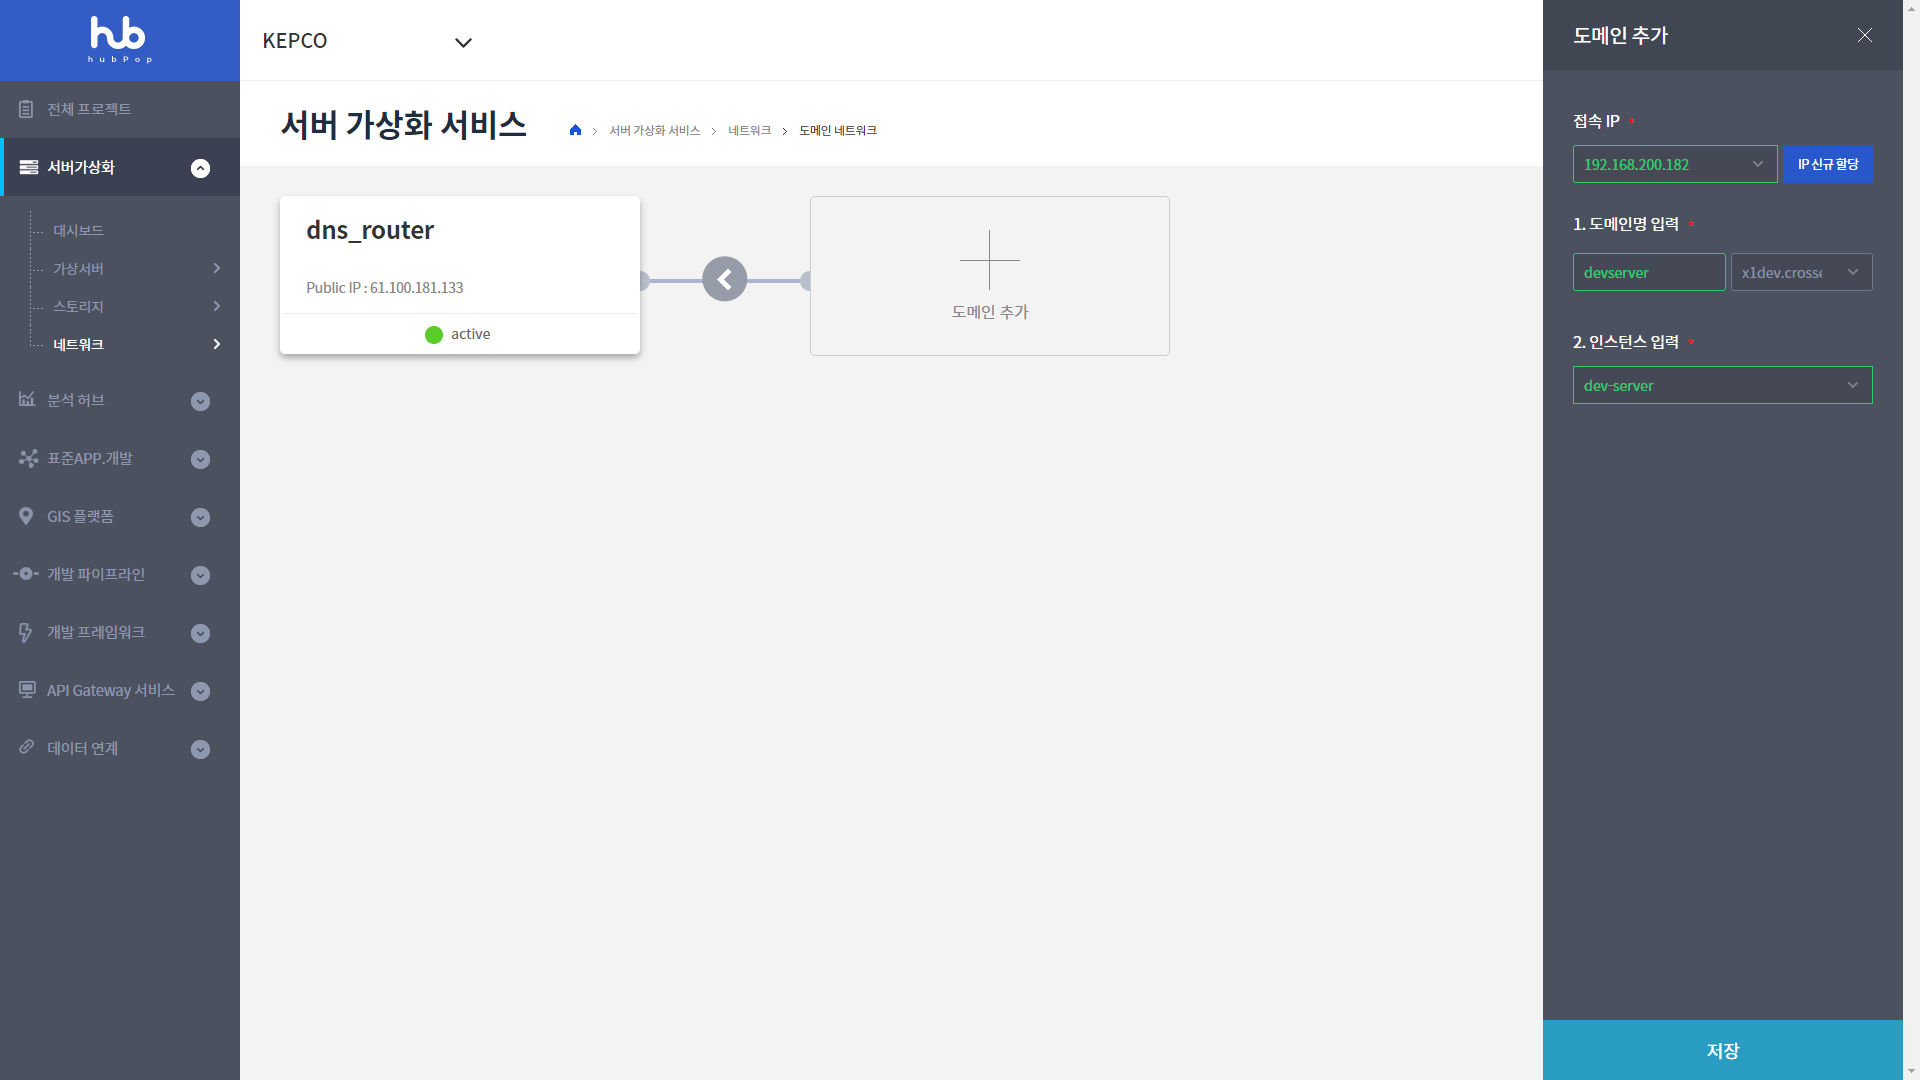 hub
hubPop
전체 프로젝트
서버가상화
대시보드
가상서버
스토리지
네트워크
분석 허브
표준APP.개발
GIS 플랫폼
개발 파이프라인
개발 프레임워크
API Gateway 서비스
데이터 연계
KEPCO
서버 가상화 서비스
서버 가상화 서비스 > 네트워크 > 도메인 네트워크
dns_router
Public IP : 61.100.181.133
active
도메인 추가
도메인 추가
접속 IP *
192.168.200.182
IP 신규 할당
1. 도메인명 입력 *
devserver
x1dev.cross
2. 인스턴스 입력 *
dev-server
저장